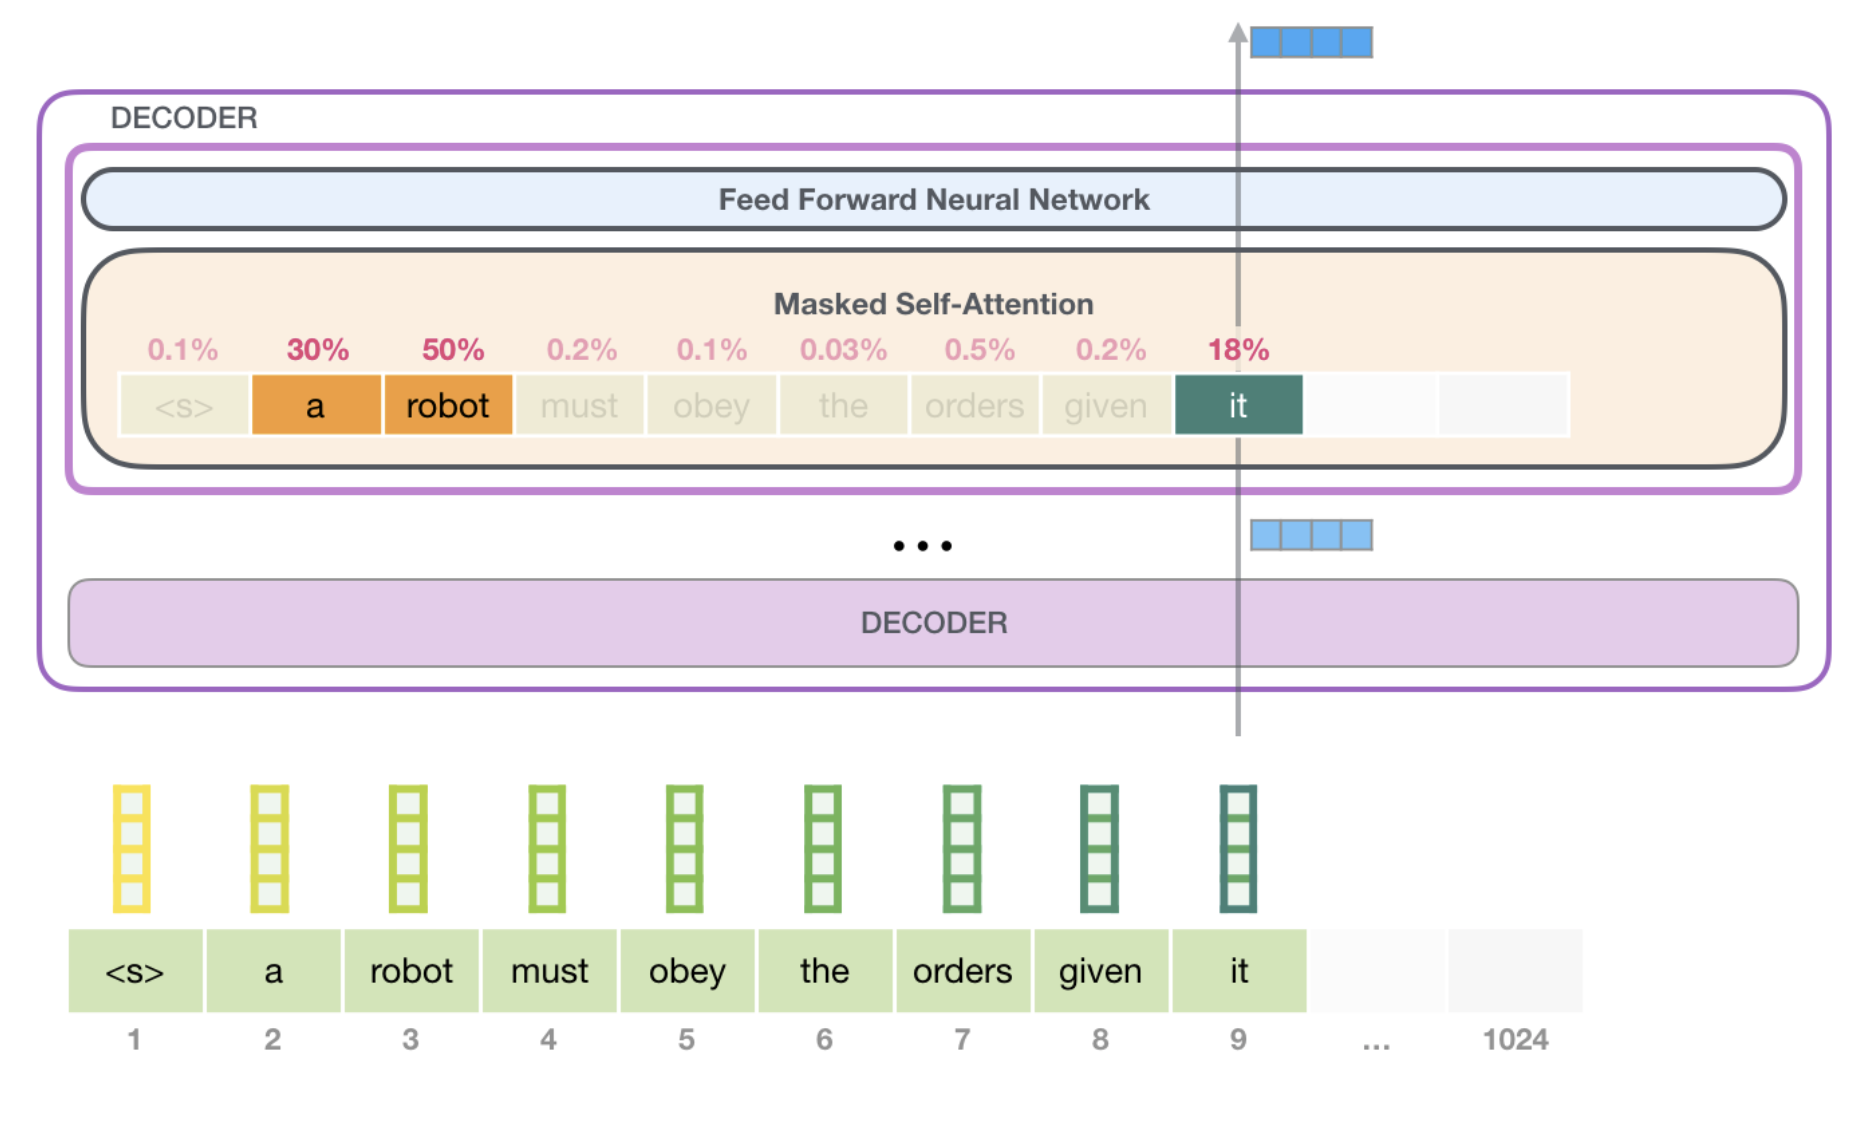 DECODER
Feed Forward Neural Network
Masked Self-Attention
0.1% 30% 50% 0.2% 0.1% 0.03% 0.5% 0.2% 18%
<s> a robot must obey the orders given it
...
DECODER
<s> a robot must obey the orders given it
1 2 3 4 5 6 7 8 9 ... 1024